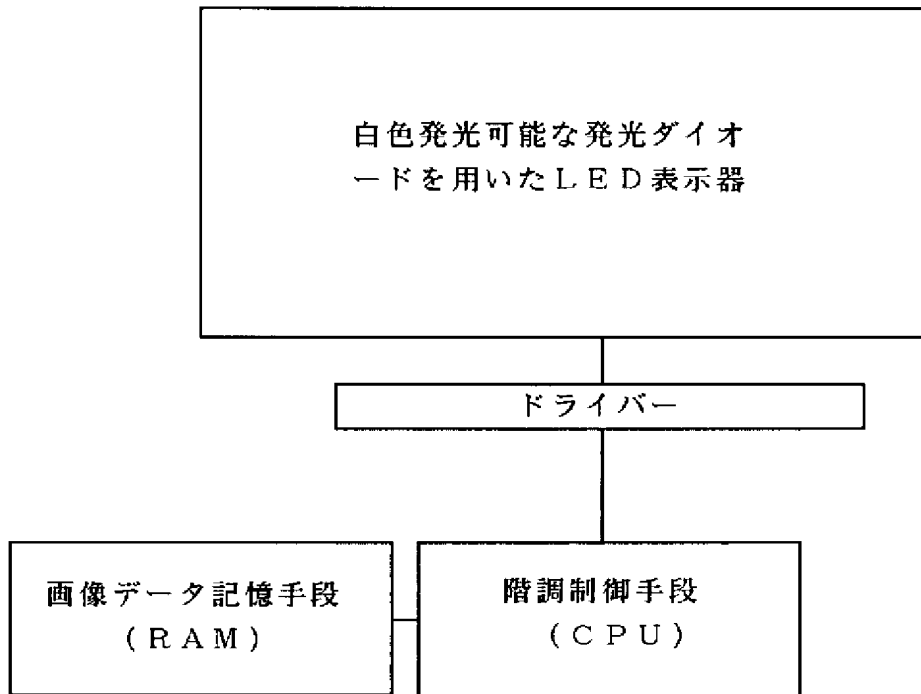 白色発光可能な発光ダイオ
ードを用いたＬＥＤ表示器
ドライバー
画像データ記憶手段
(ＲＡＭ)
階調制御手段
(ＣＰＵ)